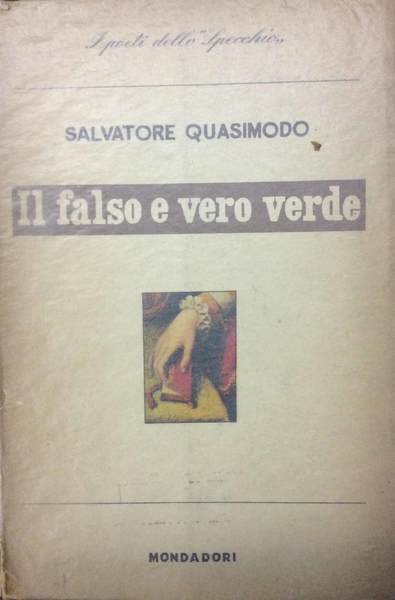 I poeti dello "Specchio"
SALVATORE QUASIMODO
Il falso e vero verde
MONDADORI